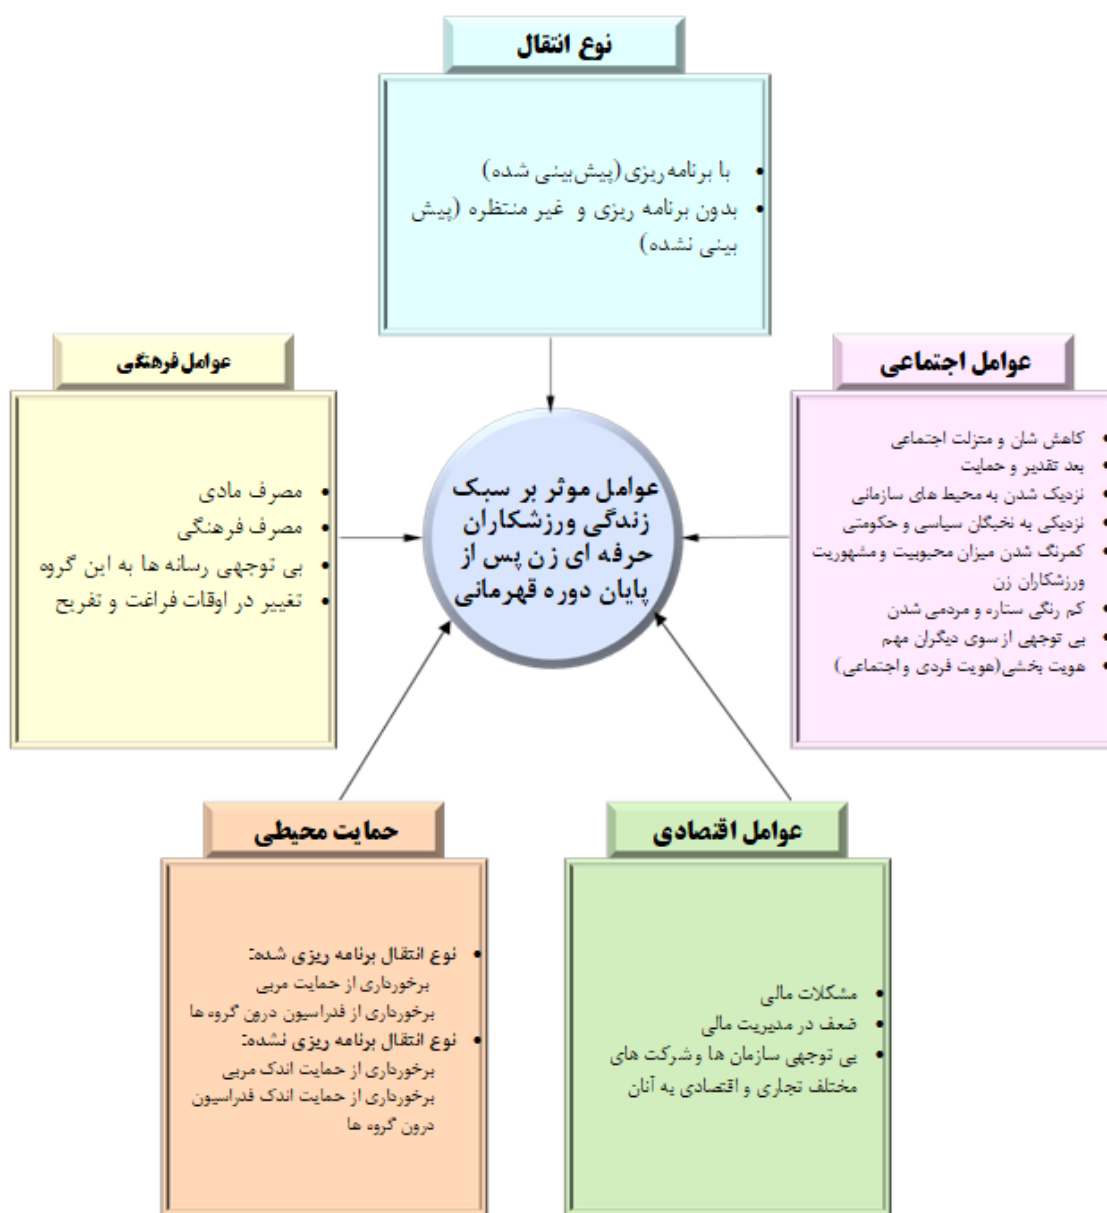 نوع انتقال
• با برنامه ریزی (پیش‌بینی شده)
• بدون برنامه ریزی و غیر منتظره (پیش
بینی نشده)
عوامل اجتماعی
• کاهش شان و منزلت اجتماعی
• بعد تقدیر و حمایت
• نزدیک شدن به محیط های سازمانی
• نزدیکی به نخبگان سیاسی و حکومتی
• کمرنگ شدن میزان محبوبیت و مشهوریت
ورزشکاران زن
• کم رنگی ستاره و مردمی شدن
• بی توجهی از سوی دیگران مهم
• هویت بخشی(هویت فردی و اجتماعی)
عوامل موثر بر سبک
زندگی ورزشکاران
حرفه ای زن پس از
پایان دوره قهرمانی
عوامل فرهنگی
• مصرف مادی
• مصرف فرهنگی
• بی توجهی رسانه ها به این گروه
• تغییر در اوقات فراغت و تفریح
عوامل اقتصادی
• مشکلات مالی
• ضعف در مدیریت مالی
• بی توجهی سازمان ها و شرکت های
مختلف تجاری و اقتصادی به آنان
حمایت محیطی
• نوع انتقال برنامه ریزی شده:
برخورداری از حمایت مربی
برخورداری از فدراسیون درون گروه ها
• نوع انتقال برنامه ریزی نشده:
برخورداری از حمایت اندک مربی
برخورداری از حمایت اندک فدراسیون
درون گروه ها